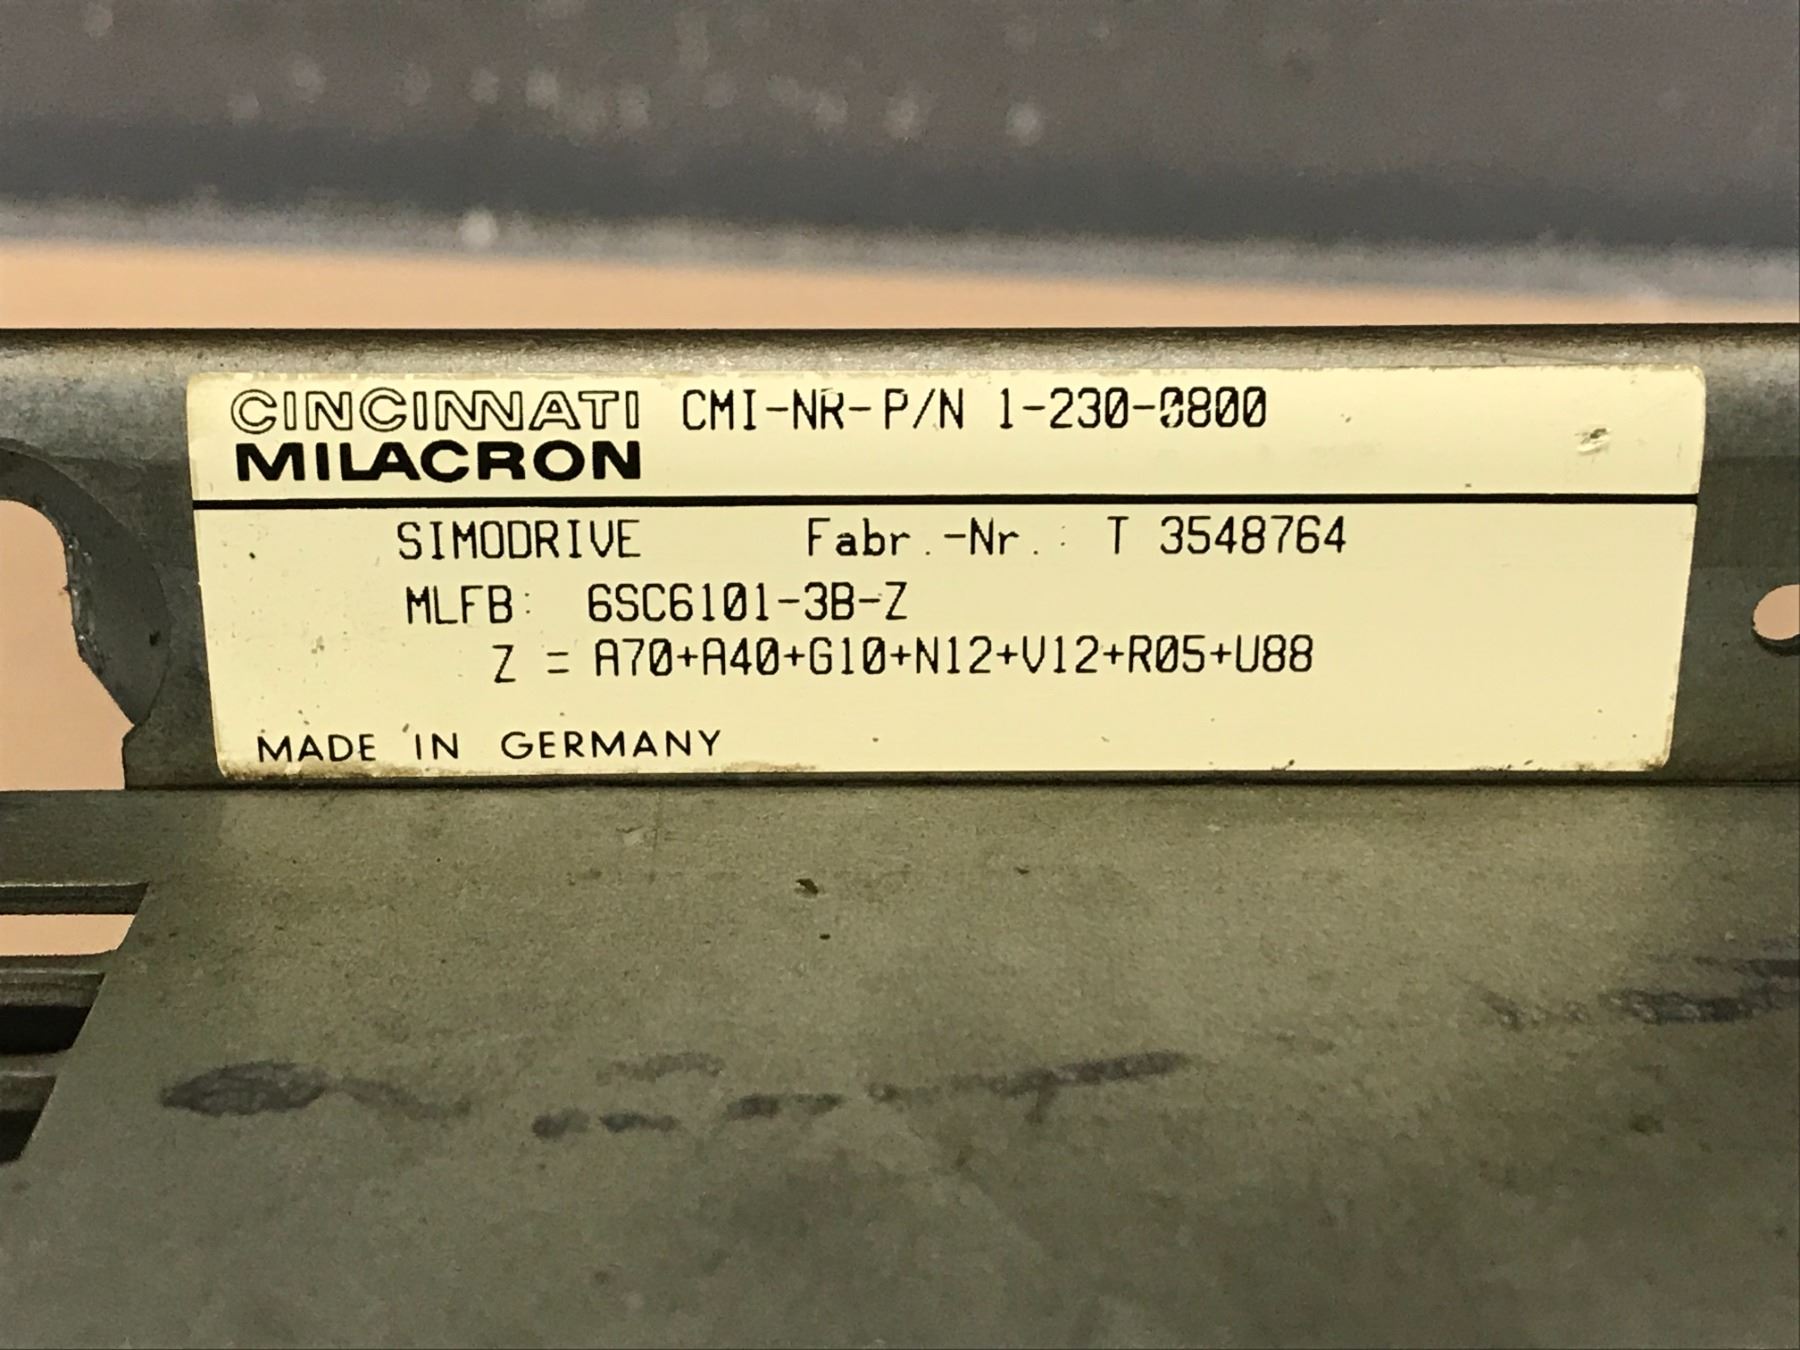 CINCINNATI MILACRON CMI-NR-P/N 1-230-0800
SIMODRIVE Fabr.-Nr.: T 3548764
MLFB: 6SC6101-3B-Z
Z = A70+A40+G10+N12+V12+R05+U88
MADE IN GERMANY